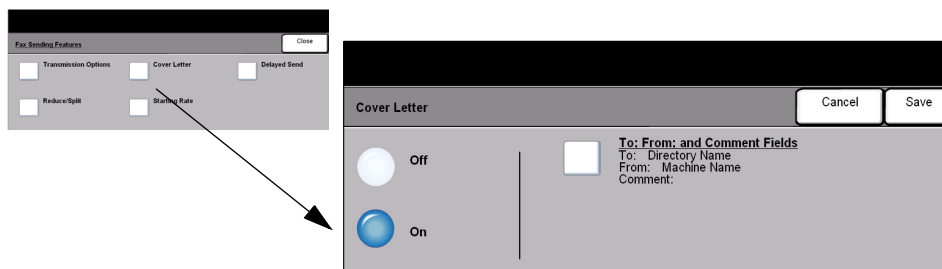 Fax Sending Features
Close
Transmission Options
Cover Letter
Delayed Send
Reduce/Split
Starting Rate
Cover Letter
Cancel
Save
Off
To; From; and Comment Fields
To: Directory Name
From: Machine Name
Comment:
On